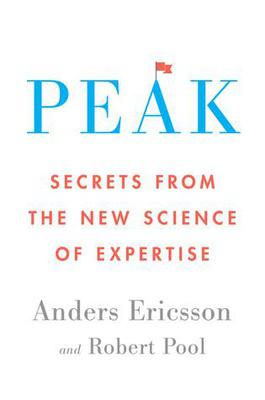 PEAK
SECRETS FROM
THE NEW SCIENCE
OF EXPERTISE
Anders Ericsson
and Robert Pool